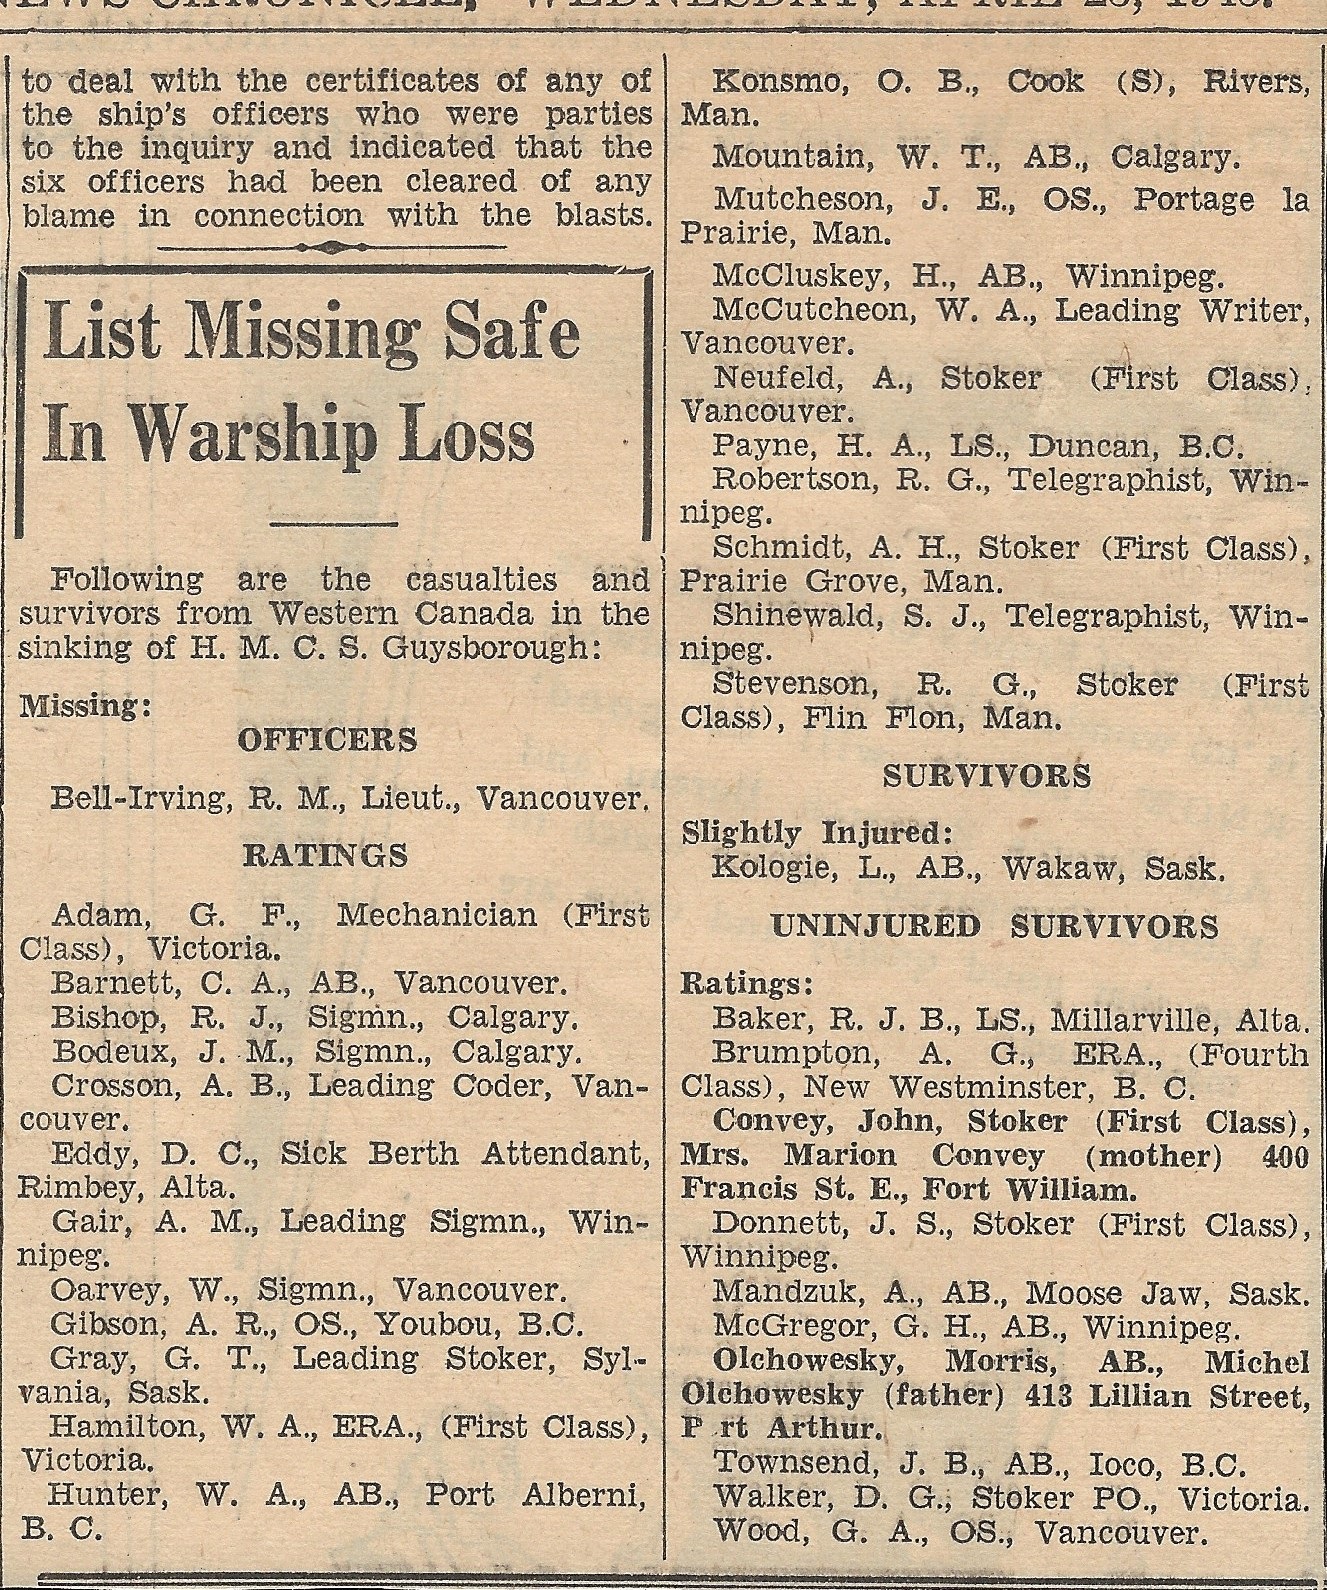 NEWS CHRONICLE, WEDNESDAY, APRIL
to deal with the certificates of any of
the ship's officers who were parties
to the inquiry and indicated that the
six officers had been cleared of any
blame in connection with the blasts.
List Missing Safe
In Warship Loss
Following are the casualties and
survivors from Western Canada in the
sinking of H. M. C. S. Guysborough:
Missing:
OFFICERS
Bell-Irving, R. M., Lieut., Vancouver.
RATINGS
Adam, G. F., Mechanician (First
Class), Victoria.
Barnett, C. A., AB., Vancouver.
Bishop, R. J., Sigmn., Calgary.
Bodeux, J. M., Sigmn., Calgary.
Crosson, A. B., Leading Coder, Van-
couver.
Eddy, D. C., Sick Berth Attendant,
Rimbey, Alta.
Gair, A. M., Leading Sigmn., Win-
nipeg.
Oarvey, W., Sigmn., Vancouver.
Gibson, A. R., OS., Youbou, B.C.
Gray, G. T., Leading Stoker, Syl-
vania, Sask.
Hamilton, W. A., ERA., (First Class),
Victoria.
Hunter, W. A., AB., Port Alberni,
B. C.
Konsmo, O. B., Cook (S), Rivers,
Man.
Mountain, W. T., AB., Calgary.
Mutcheson, J. E., OS., Portage la
Prairie, Man.
McCluskey, H., AB., Winnipeg.
McCutcheon, W. A., Leading Writer,
Vancouver.
Neufeld, A., Stoker (First Class),
Vancouver.
Payne, H. A., LS., Duncan, B.C.
Robertson, R. G., Telegraphist, Win-
nipeg.
Schmidt, A. H., Stoker (First Class),
Prairie Grove, Man.
Shinewald, S. J., Telegraphist, Win-
nipeg.
Stevenson, R. G., Stoker (First
Class), Flin Flon, Man.
SURVIVORS
Slightly Injured:
Kologie, L., AB., Wakaw, Sask.
UNINJURED SURVIVORS
Ratings:
Baker, R. J. B., LS., Millarville, Alta.
Brumpton, A. G., ERA., (Fourth
Class), New Westminster, B. C.
Convey, John, Stoker (First Class),
Mrs. Marion Convey (mother) 400
Francis St. E., Fort William.
Donnett, J. S., Stoker (First Class),
Winnipeg.
Mandzuk, A., AB., Moose Jaw, Sask.
McGregor, G. H., AB., Winnipeg.
Olchowesky, Morris, AB., Michel
Olchowesky (father) 413 Lillian Street,
P rt Arthur.
Townsend, J. B., AB., Ioco, B.C.
Walker, D. G., Stoker PO., Victoria.
Wood, G. A., OS., Vancouver.